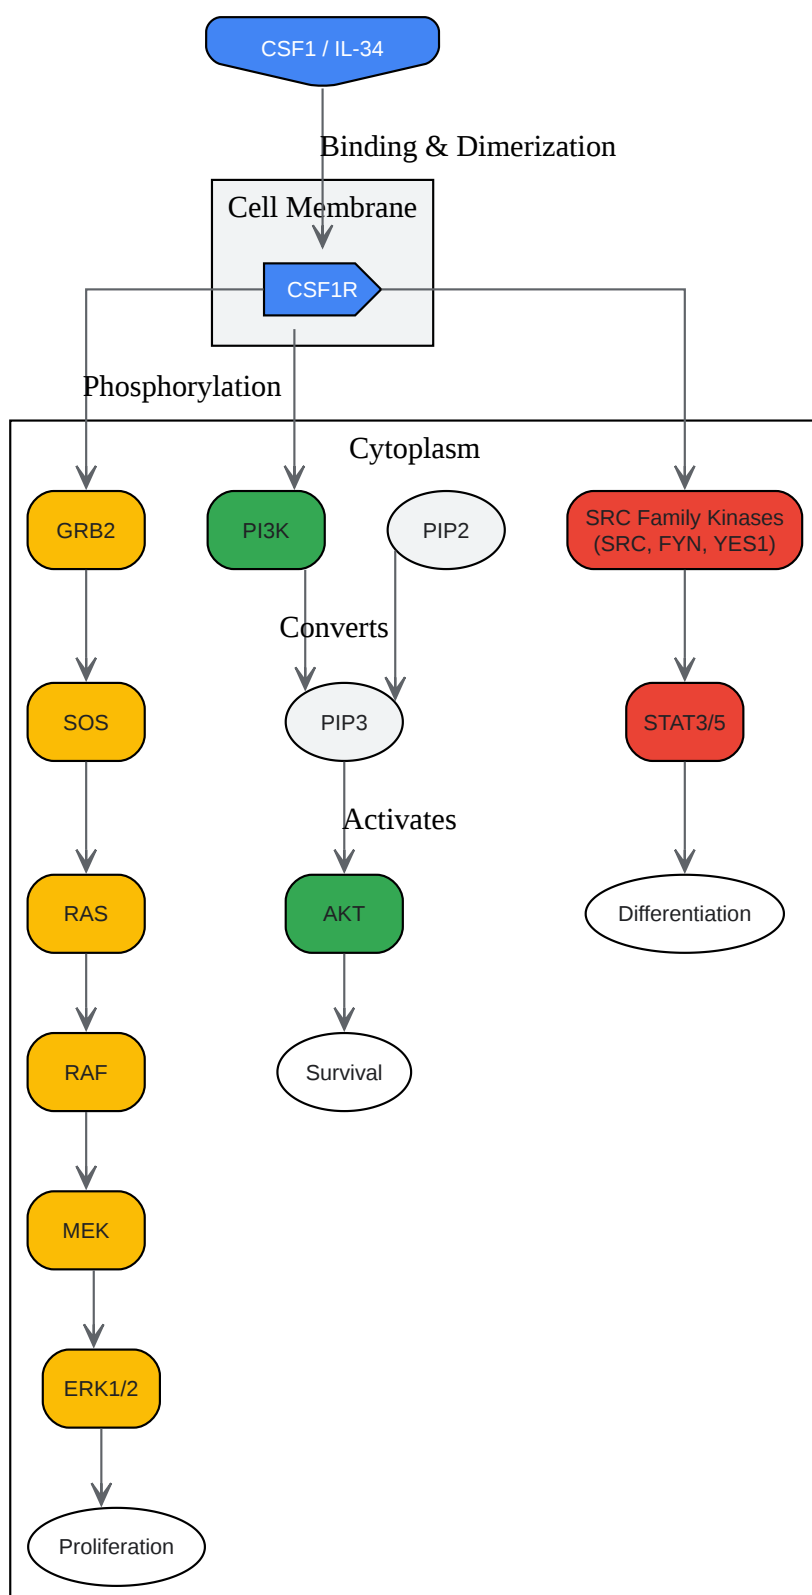 CSF1 / IL-34
Binding & Dimerization
Cell Membrane
CSF1R
Phosphorylation
Cytoplasm
GRB2
PI3K
PIP2
SRC Family Kinases
(SRC, FYN, YES1)
Converts
SOS
PIP3
STAT3/5
Activates
RAS
AKT
Differentiation
RAF
Survival
MEK
ERK1/2
Proliferation